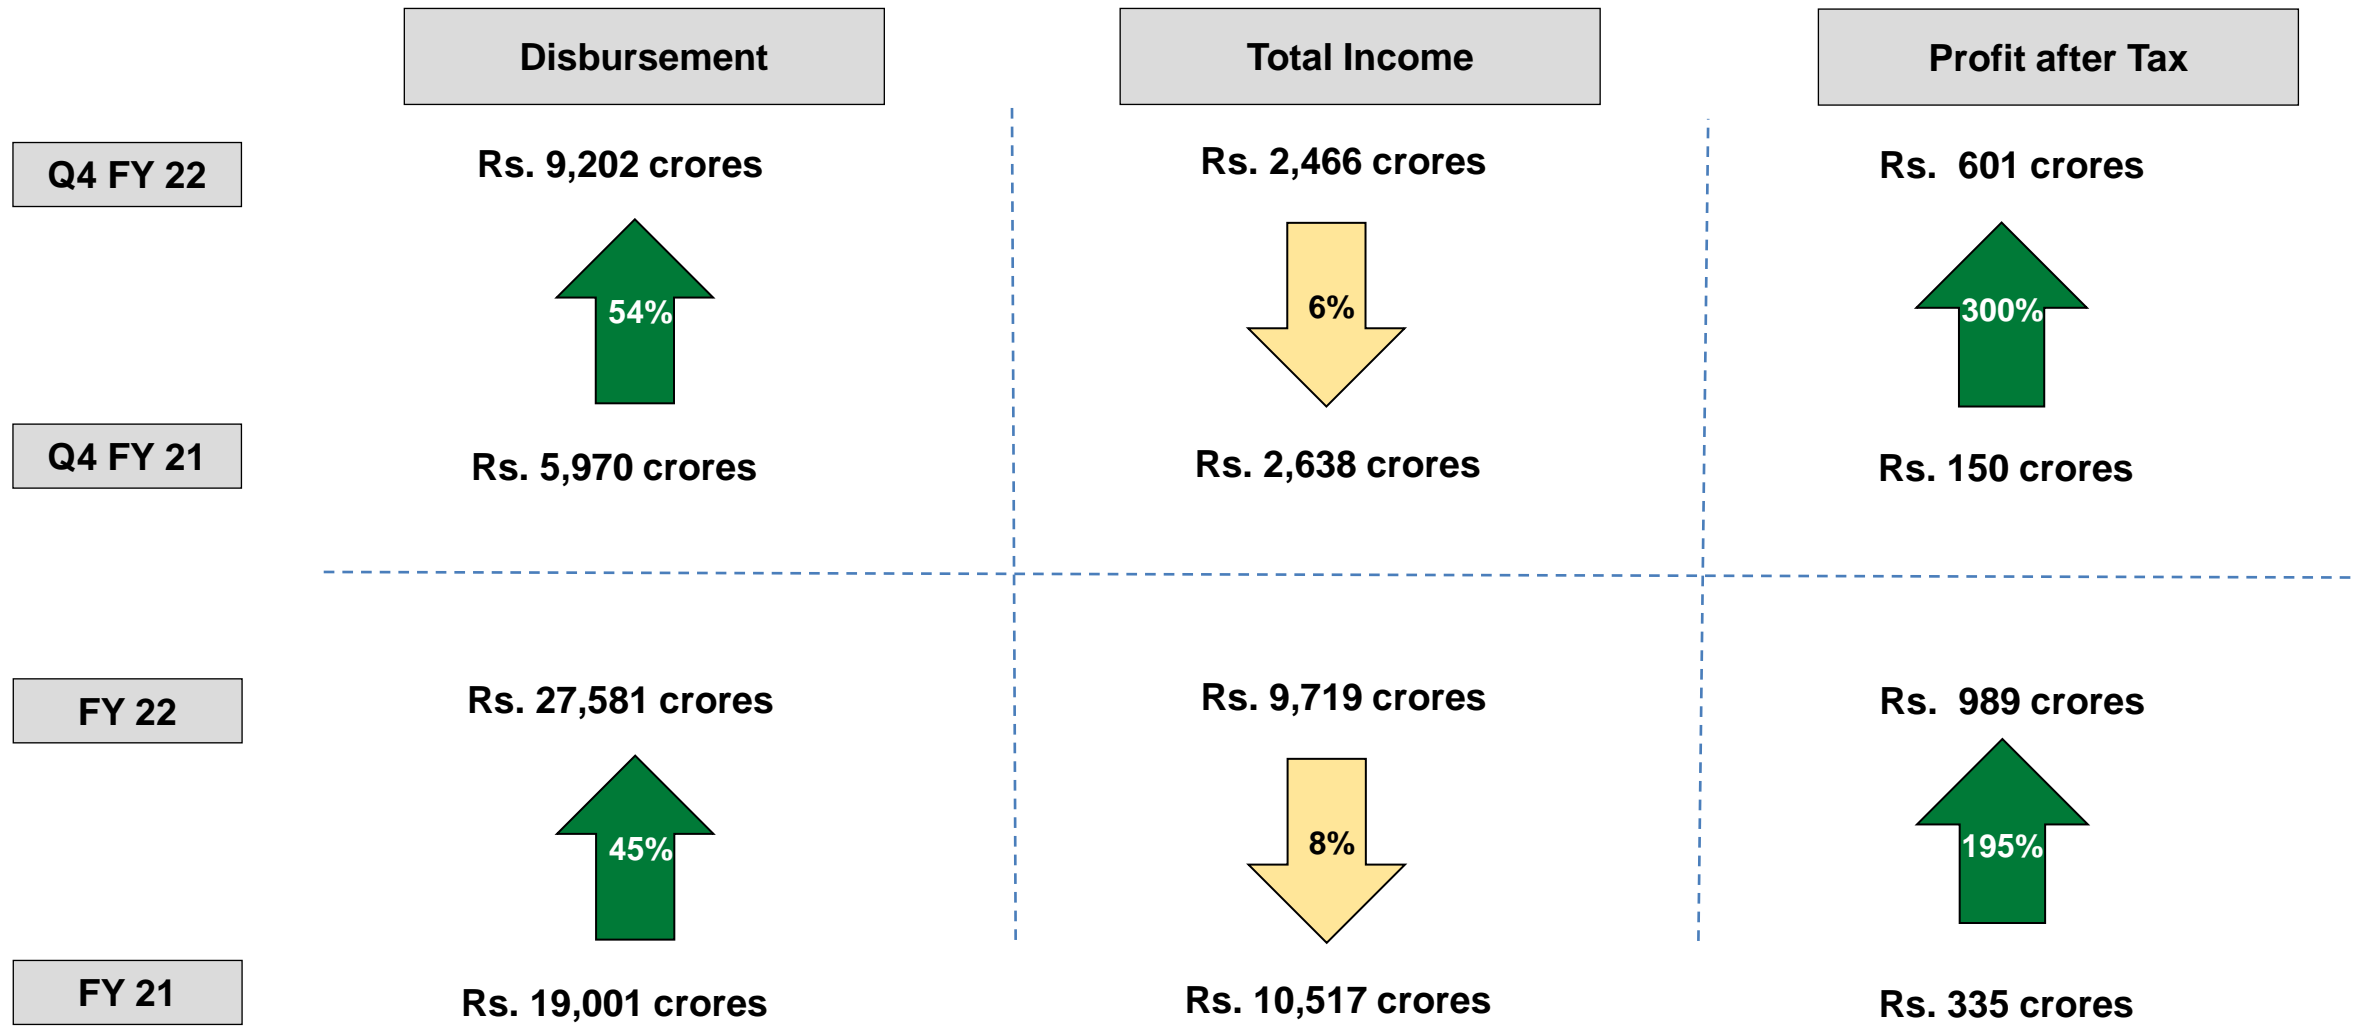 Disbursement
Total Income
Profit after Tax
Q4 FY 22
Rs. 9,202 crores
Rs. 2,466 crores
Rs.  601 crores
54%
6%
300%
Q4 FY 21
Rs. 5,970 crores
Rs. 2,638 crores
Rs. 150 crores
FY 22
Rs. 27,581 crores
Rs. 9,719 crores
Rs.  989 crores
45%
8%
195%
FY 21
Rs. 19,001 crores
Rs. 10,517 crores
Rs. 335 crores